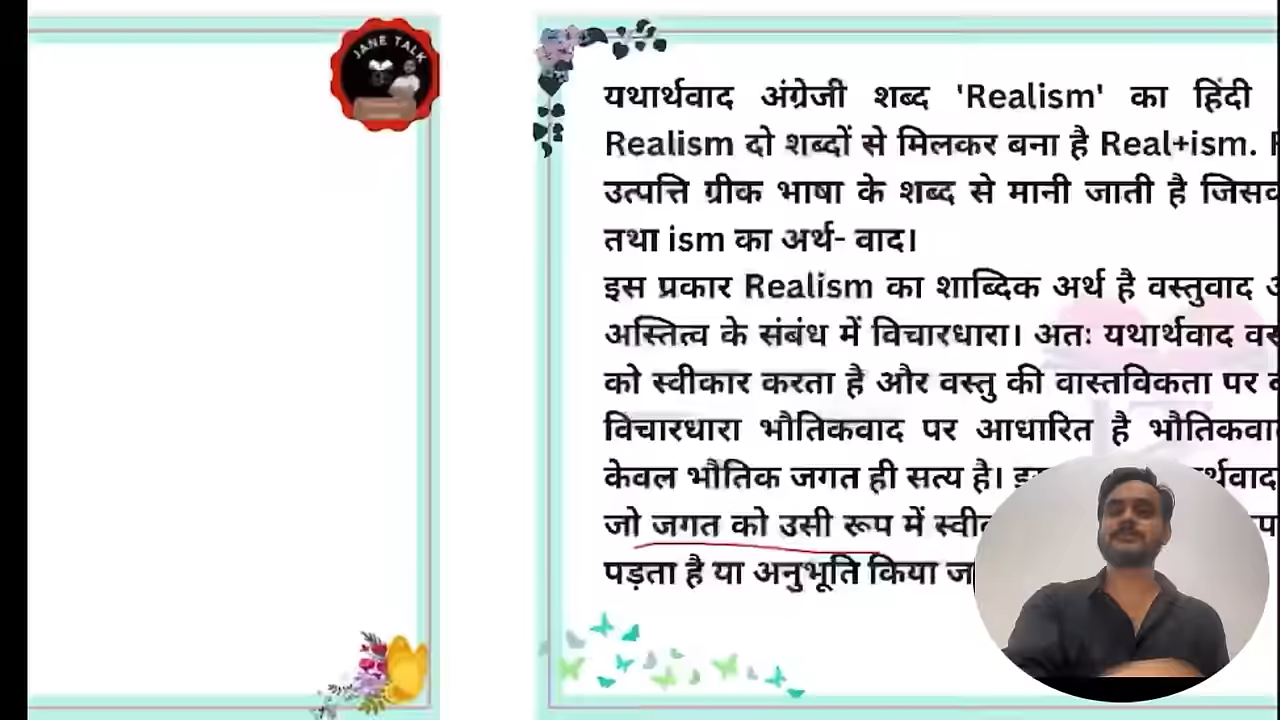 JANE TALK
यथार्थवाद अंग्रेजी शब्द 'Realism' का हिंदी
Realism दो शब्दों से मिलकर बना है Real+ism.
उत्पत्ति ग्रीक भाषा के शब्द से मानी जाती है
तथा ism का अर्थ- वाद।
इस प्रकार Realism का शाब्दिक अर्थ है वस्तुवाद
अस्तित्व के संबंध में विचारधारा। अतः यथार्थवाद
को स्वीकार करता है और वस्तु की वास्तविकता पर
विचारधारा भौतिकवाद पर आधारित है
केवल भौतिक जगत ही सत्य है।
जो जगत को उसी रूप में
पड़ता है या अनुभूति किया